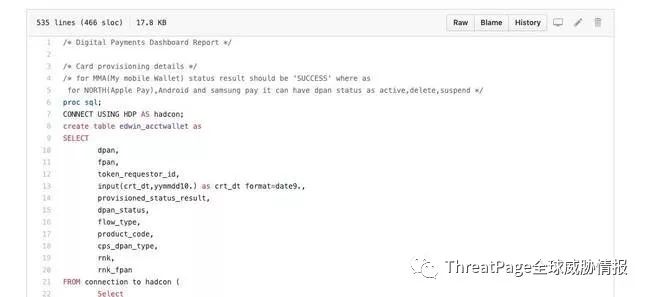 535 lines (466 sloc) 17.8 KB Raw Blame History
1 /* Digital Payments Dashboard Report */
2
3 /* Card provisioning details */
4 /* for MMA(My mobile Wallet) status result should be 'SUCCESS' where as
5 for NORTH(Apple Pay),Android and samsung pay it can have dpan status as active,delete,suspend */
6 proc sql;
7 CONNECT USING HDP AS hadcon;
8 create table edwin_acctwallet as
9 SELECT
10 dpan,
11 fpan,
12 token_requestor_id,
13 input(crt_dt,yymmdd10.) as crt_dt format=date9.,
14 provisioned_status_result,
15 dpan_status,
16 flow_type,
17 product_code,
18 cps_dpan_type,
19 rnk,
20 rnk_fpan
21 FROM connection to hadcon (
22 Select
ThreatPage全球威胁情报